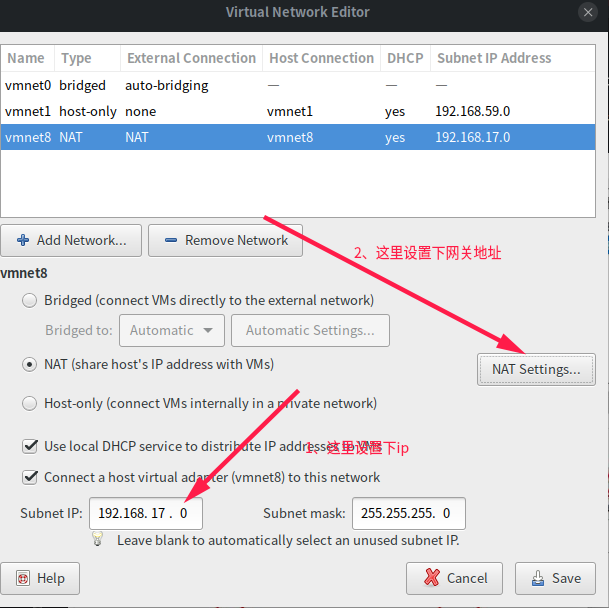 Virtual Network Editor
Name Type External Connection Host Connection DHCP Subnet IP Address
vmnet0 bridged auto-bridging — — —
vmnet1 host-only none vmnet1 yes 192.168.59.0
vmnet8 NAT NAT vmnet8 yes 192.168.17.0
Add Network... Remove Network
2、这里设置下网关地址
vmnet8
Bridged (connect VMs directly to the external network)
Bridged to: Automatic Automatic Settings...
NAT (share host's IP address with VMs)
NAT Settings...
Host-only (connect VMs internally in a private network)
Use local DHCP service to distribute IP addresses to VMs
1、这里设置下ip
Connect a host virtual adapter (vmnet8) to this network
Subnet IP: 192.168. 17 . 0 Subnet mask: 255.255.255. 0
Leave blank to automatically select an unused subnet IP.
Help Cancel Save